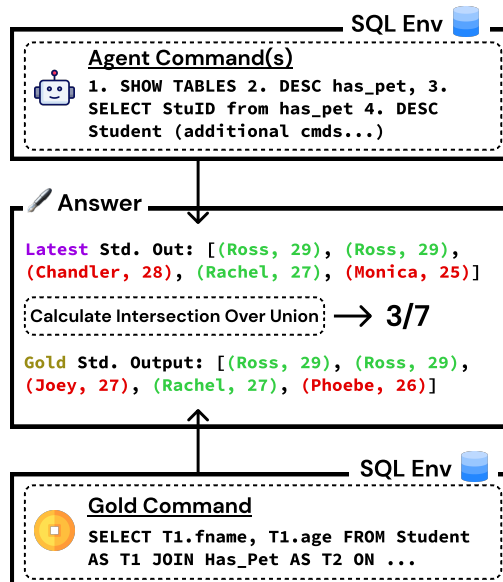 SQL Env
Agent Command(s)
1. SHOW TABLES 2. DESC has_pet, 3.
SELECT StuID from has_pet 4. DESC
Student (additional cmds...)
Answer
Latest Std. Out: [(Ross, 29), (Ross, 29),
(Chandler, 28), (Rachel, 27), (Monica, 25)]
Calculate Intersection Over Union
3/7
Gold Std. Output: [(Ross, 29), (Ross, 29),
(Joey, 27), (Rachel, 27), (Phoebe, 26)]
SQL Env
Gold Command
SELECT T1.fname, T1.age FROM Student
AS T1 JOIN Has_Pet AS T2 ON ...